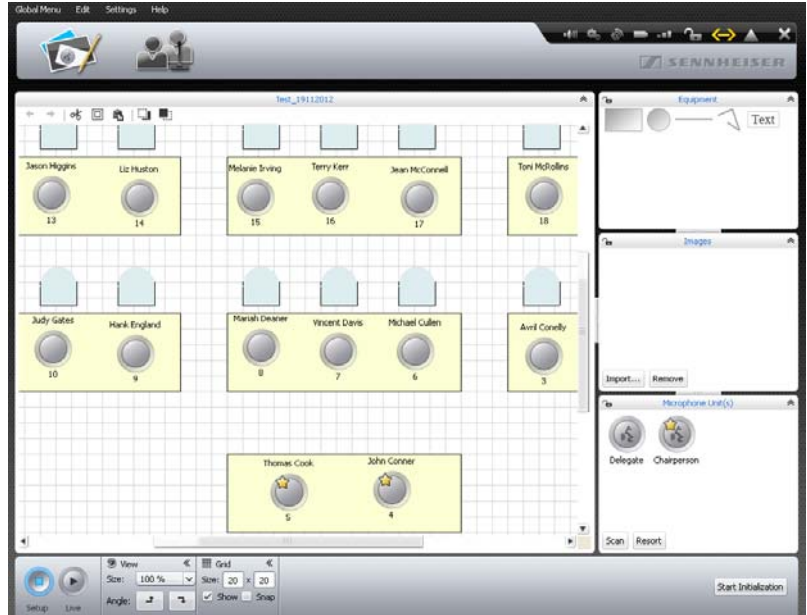 Global Menu Edit Settings Help
SENNHEISER
Test_19112012
Equipment
Text
Jason Higgins Liz Huston Melanie Irving Terry Kerr Jean McConnell Toni McRollins
13 14 15 16 17 18
Images
Judy Gates Hank England Mariah Deaner Vincent Davis Michael Cullen Avril Conelly
10 9 8 7 6 3
Import... Remove
Microphone Unit(s)
Delegate Chairperson
Thomas Cook John Conner
5 4
Scan Resort
View Grid
Size: 100 % Size: 20 x 20
Angle: Show Snap
Setup Live
Start Initialization